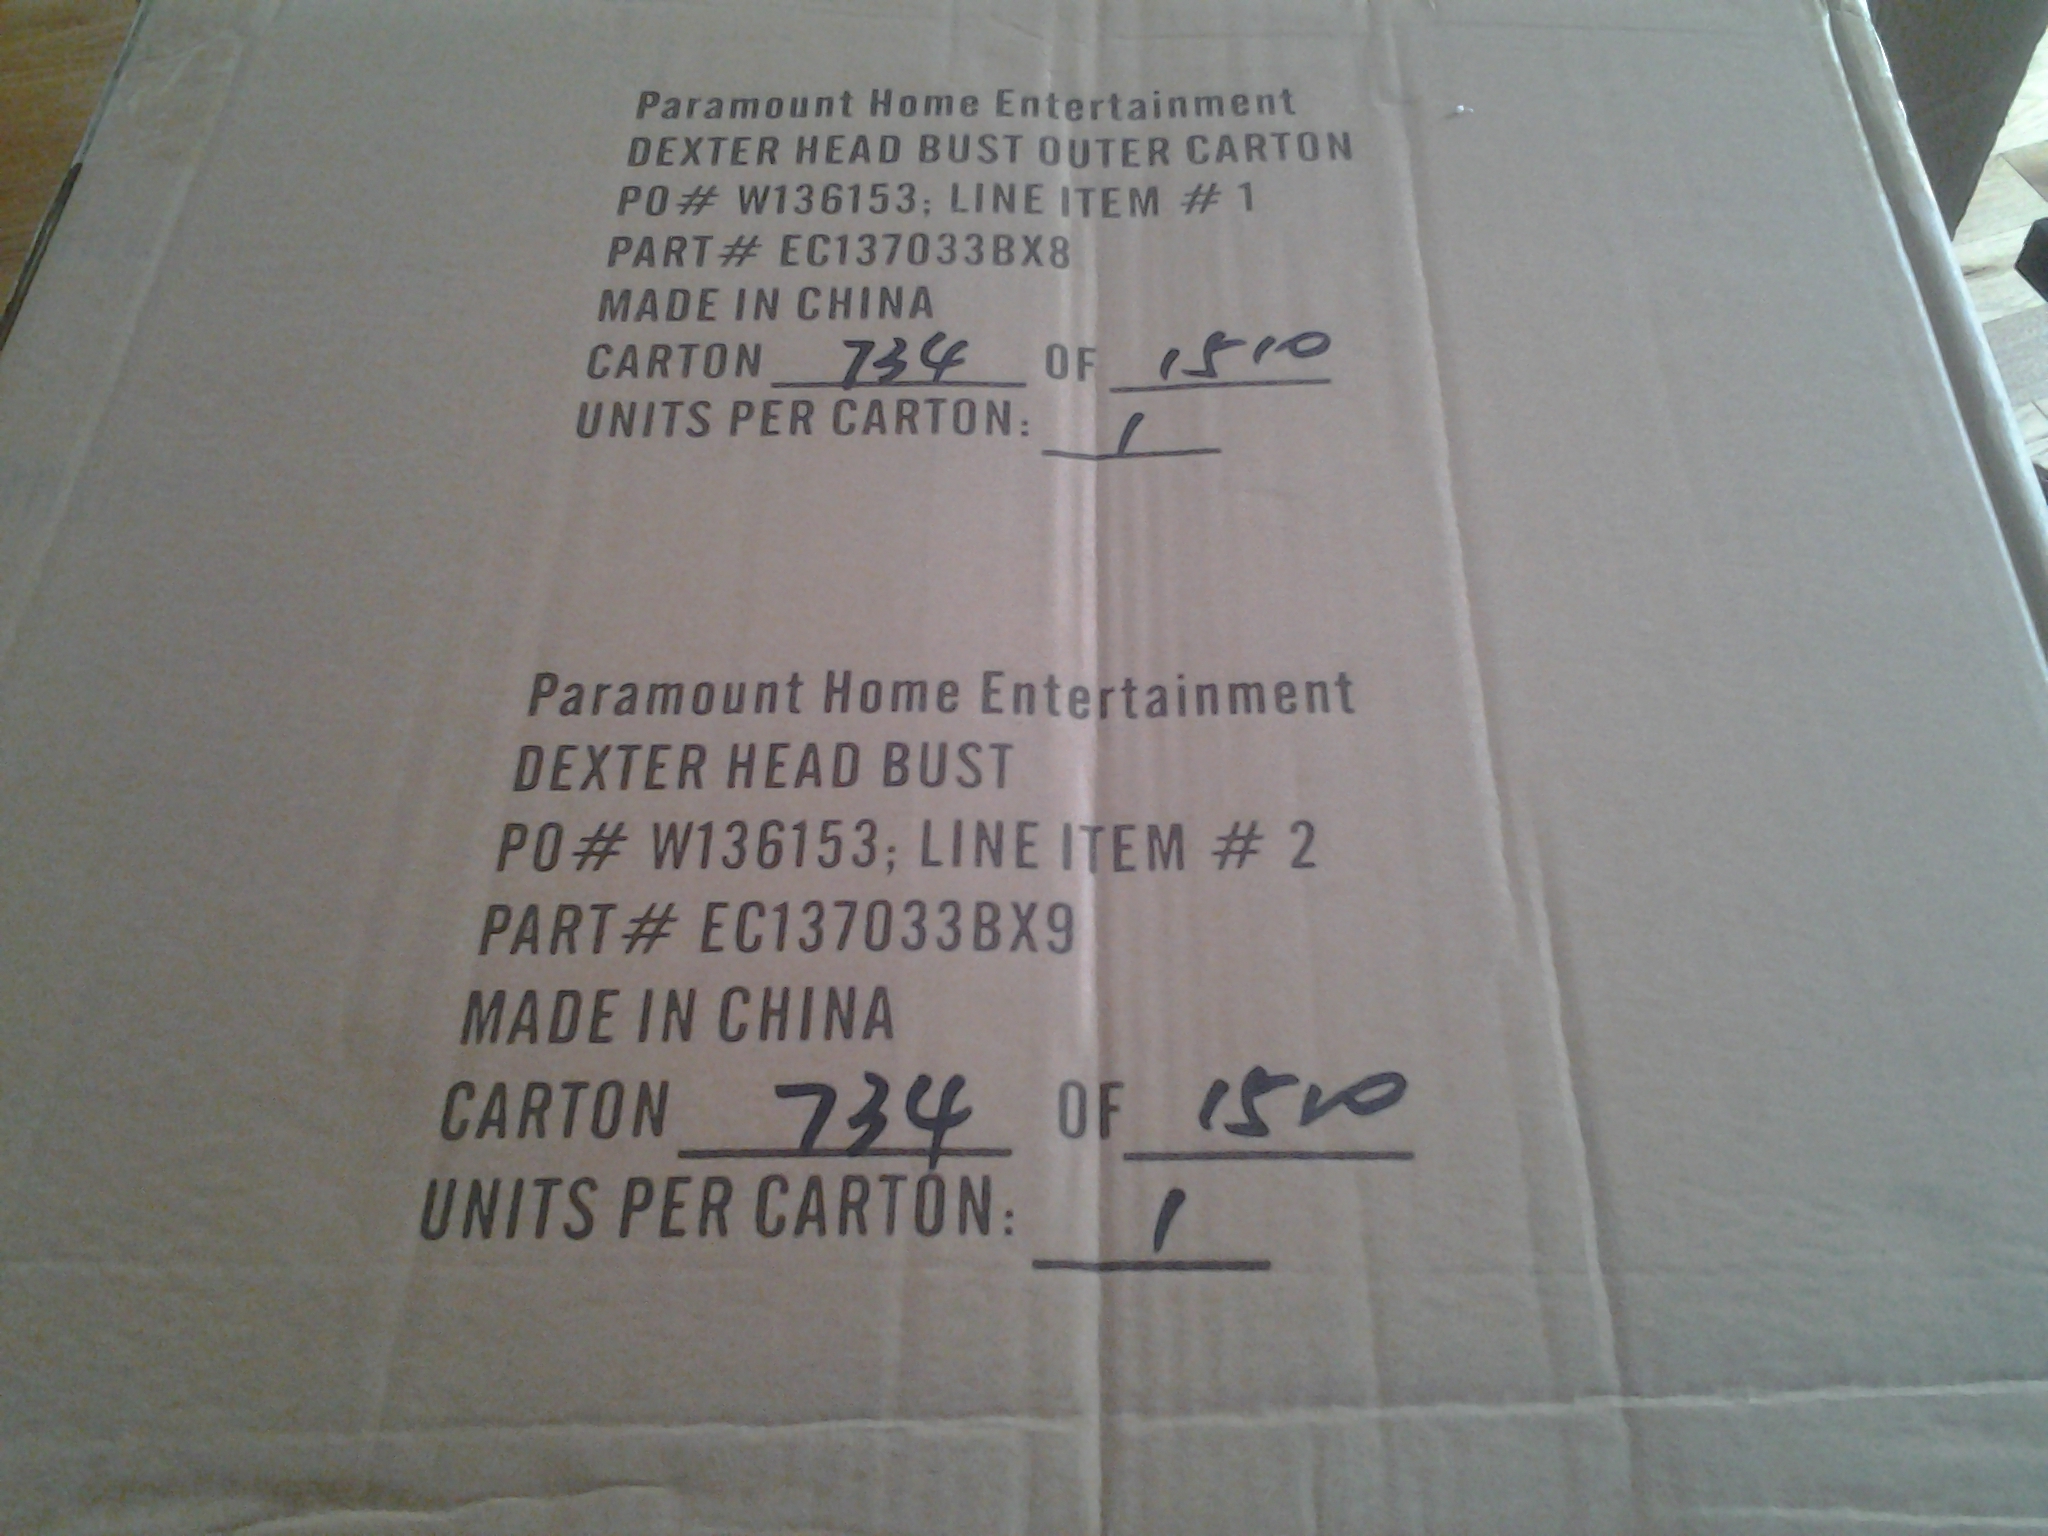 Paramount Home Entertainment
DEXTER HEAD BUST OUTER CARTON
PO# W136153; LINE ITEM # 1
PART# EC137033BX8
MADE IN CHINA
CARTON 734 OF 1510
UNITS PER CARTON: 1
Paramount Home Entertainment
DEXTER HEAD BUST
PO# W136153; LINE ITEM # 2
PART# EC137033BX9
MADE IN CHINA
CARTON 734 OF 1510
UNITS PER CARTON: 1